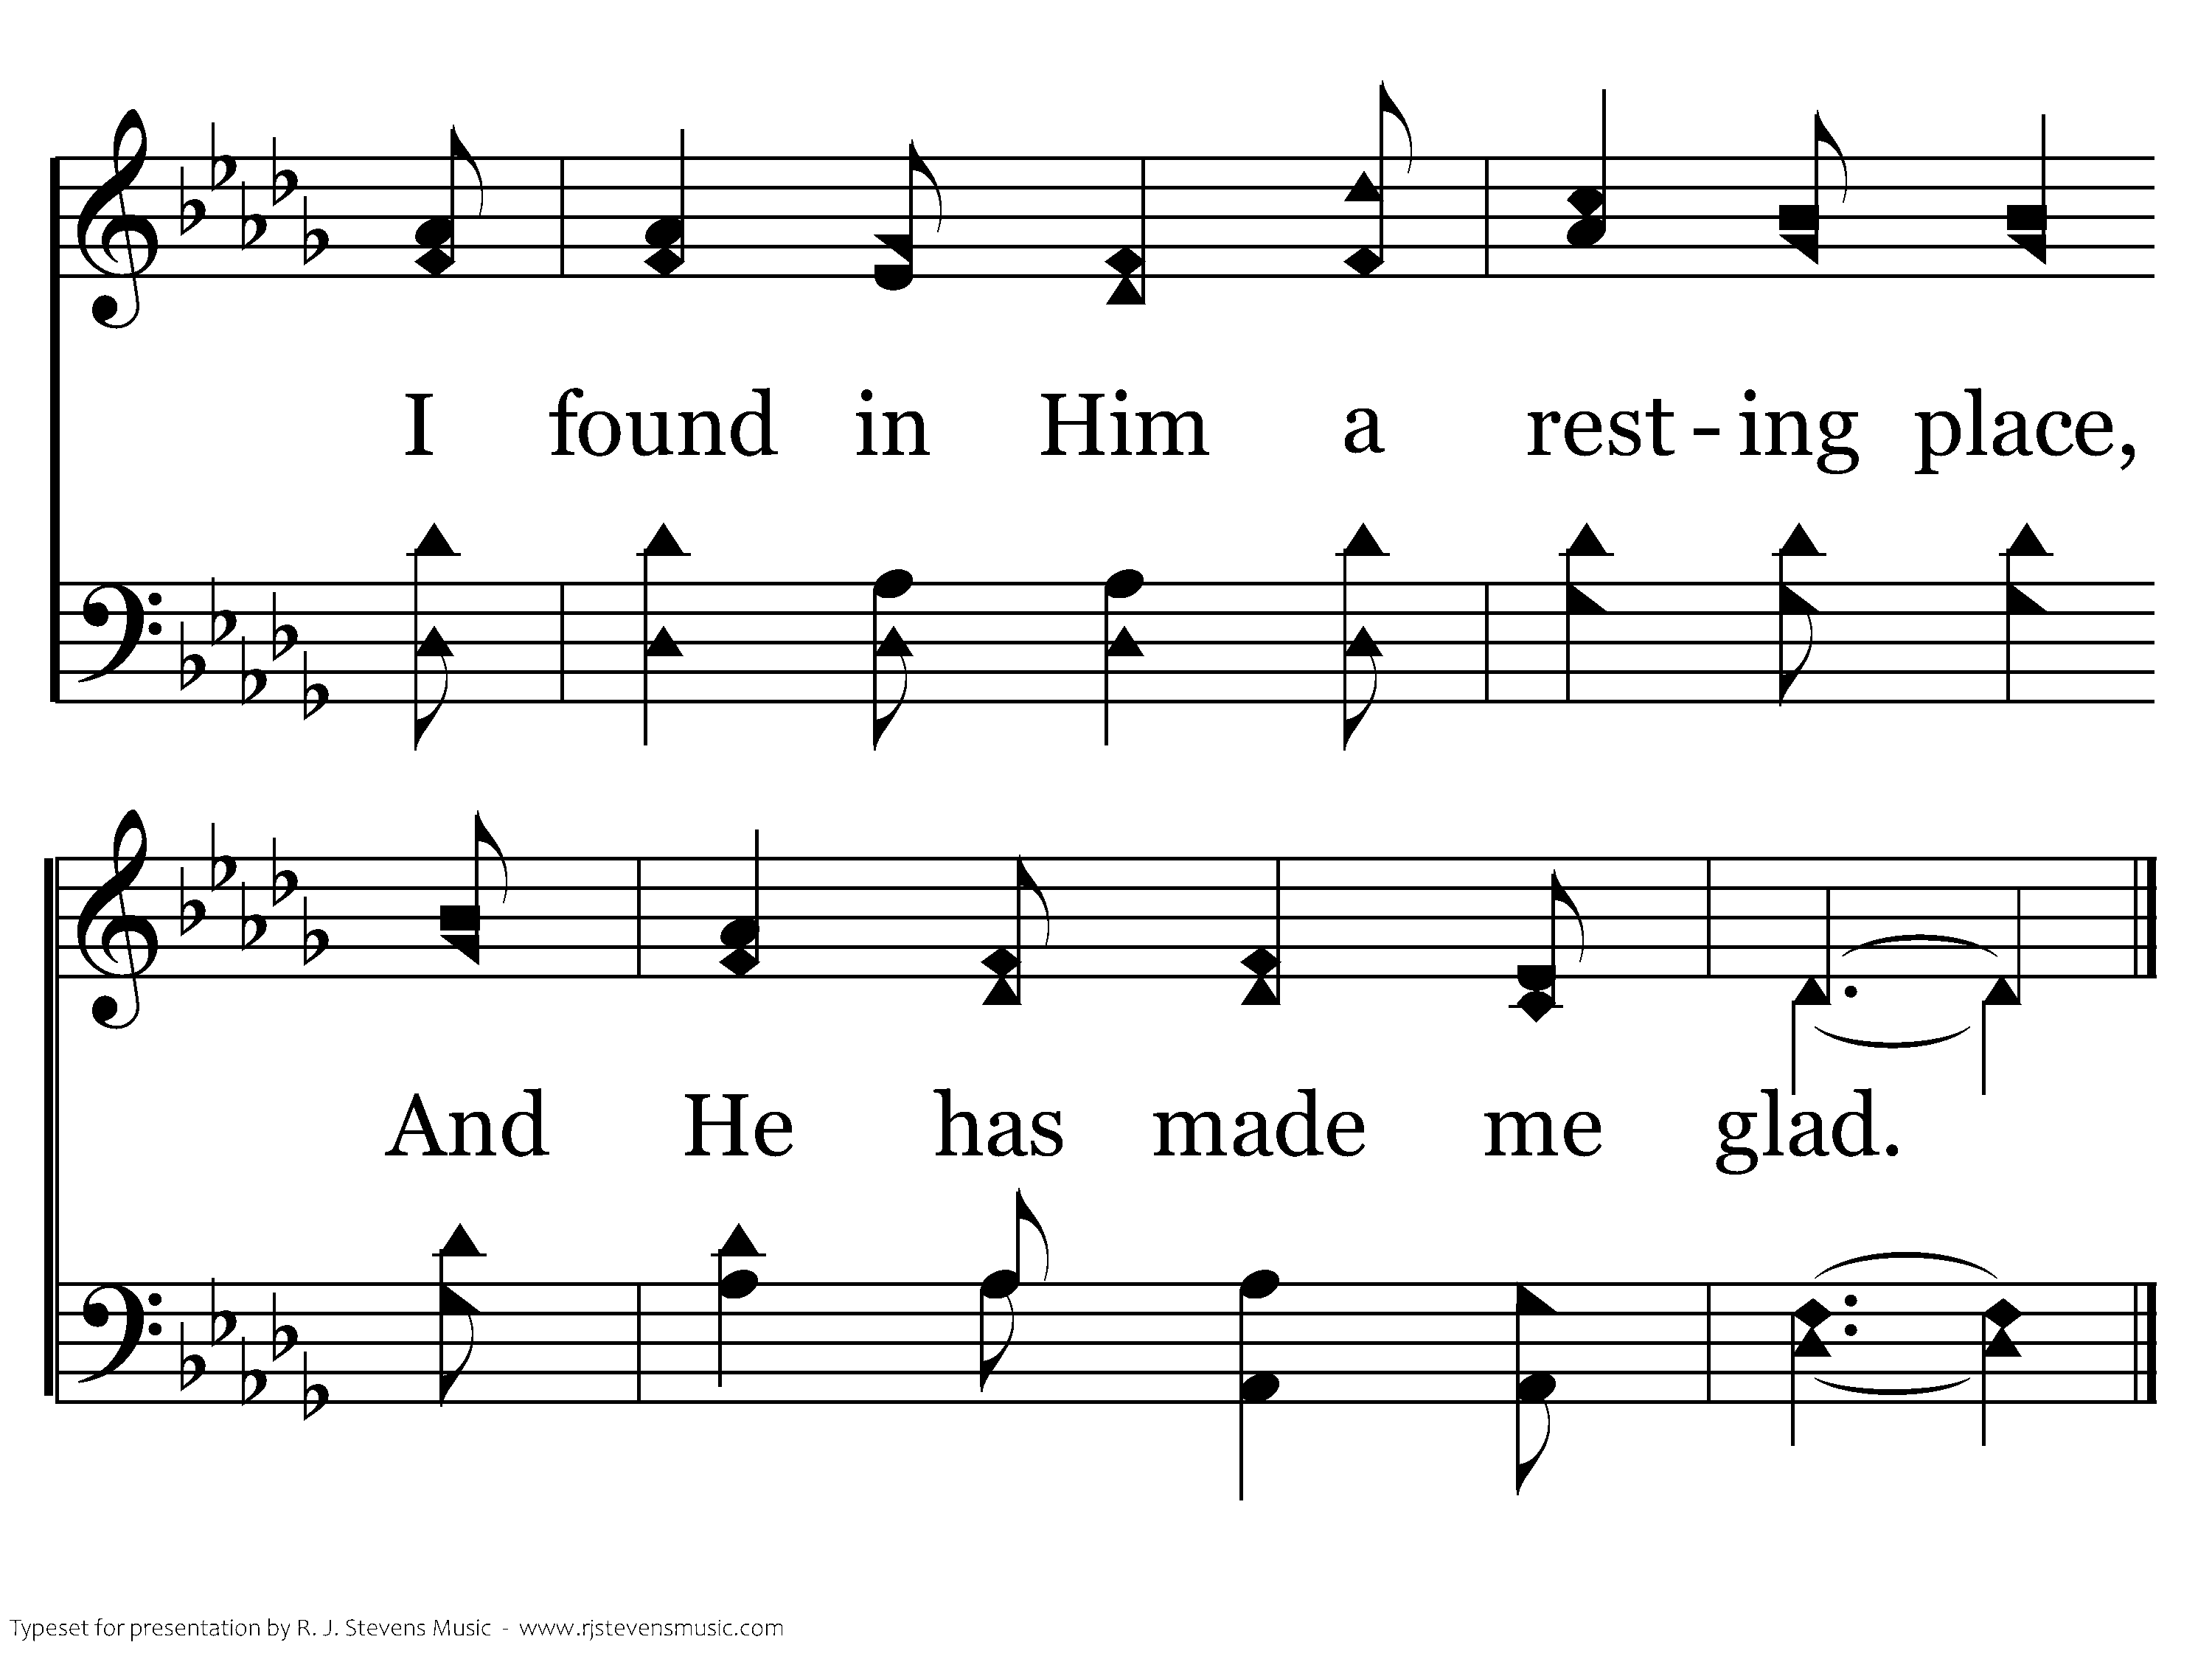 I found in Him a rest - ing place,
And He has made me glad.
Typeset for presentation by R. J. Stevens Music - www.rjstevensmusic.com